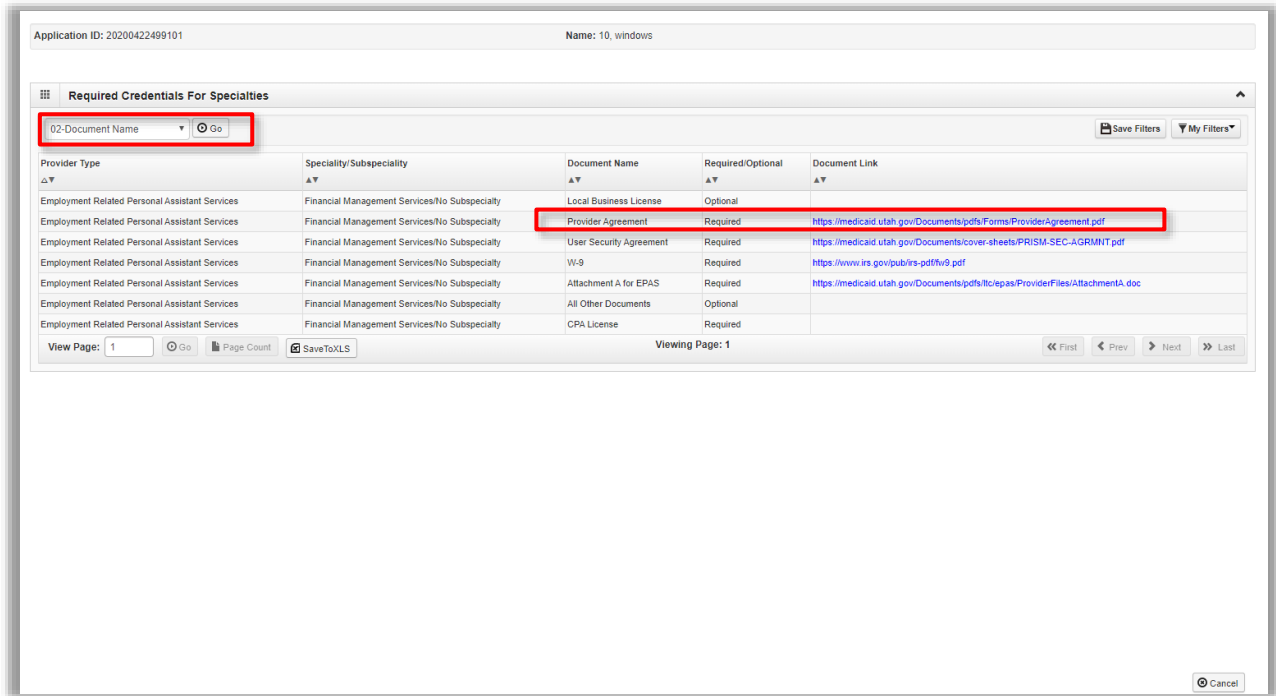 Application ID: 20200422499101 Name: 10, windows
Required Credentials For Specialties
02-Document Name Go Save Filters My Filters
Provider Type Speciality/Subspeciality Document Name Required/Optional Document Link
Employment Related Personal Assistant Services Financial Management Services/No Subspecialty Local Business License Optional
Employment Related Personal Assistant Services Financial Management Services/No Subspecialty Provider Agreement Required https://medicaid.utah.gov/Documents/pdfs/Forms/ProviderAgreement.pdf
Employment Related Personal Assistant Services Financial Management Services/No Subspecialty User Security Agreement Required https://medicaid.utah.gov/Documents/cover-sheets/PRISM-SEC-AGRMNT.pdf
Employment Related Personal Assistant Services Financial Management Services/No Subspecialty W-9 Required https://www.irs.gov/pub/irs-pdf/fw9.pdf
Employment Related Personal Assistant Services Financial Management Services/No Subspecialty Attachment A for EPAS Required https://medicaid.utah.gov/Documents/pdfs/ltc/epas/ProviderFiles/AttachmentA.doc
Employment Related Personal Assistant Services Financial Management Services/No Subspecialty All Other Documents Optional
Employment Related Personal Assistant Services Financial Management Services/No Subspecialty CPA License Required
View Page: 1 Go Page Count SaveToXLS Viewing Page: 1 First Prev Next Last
Cancel